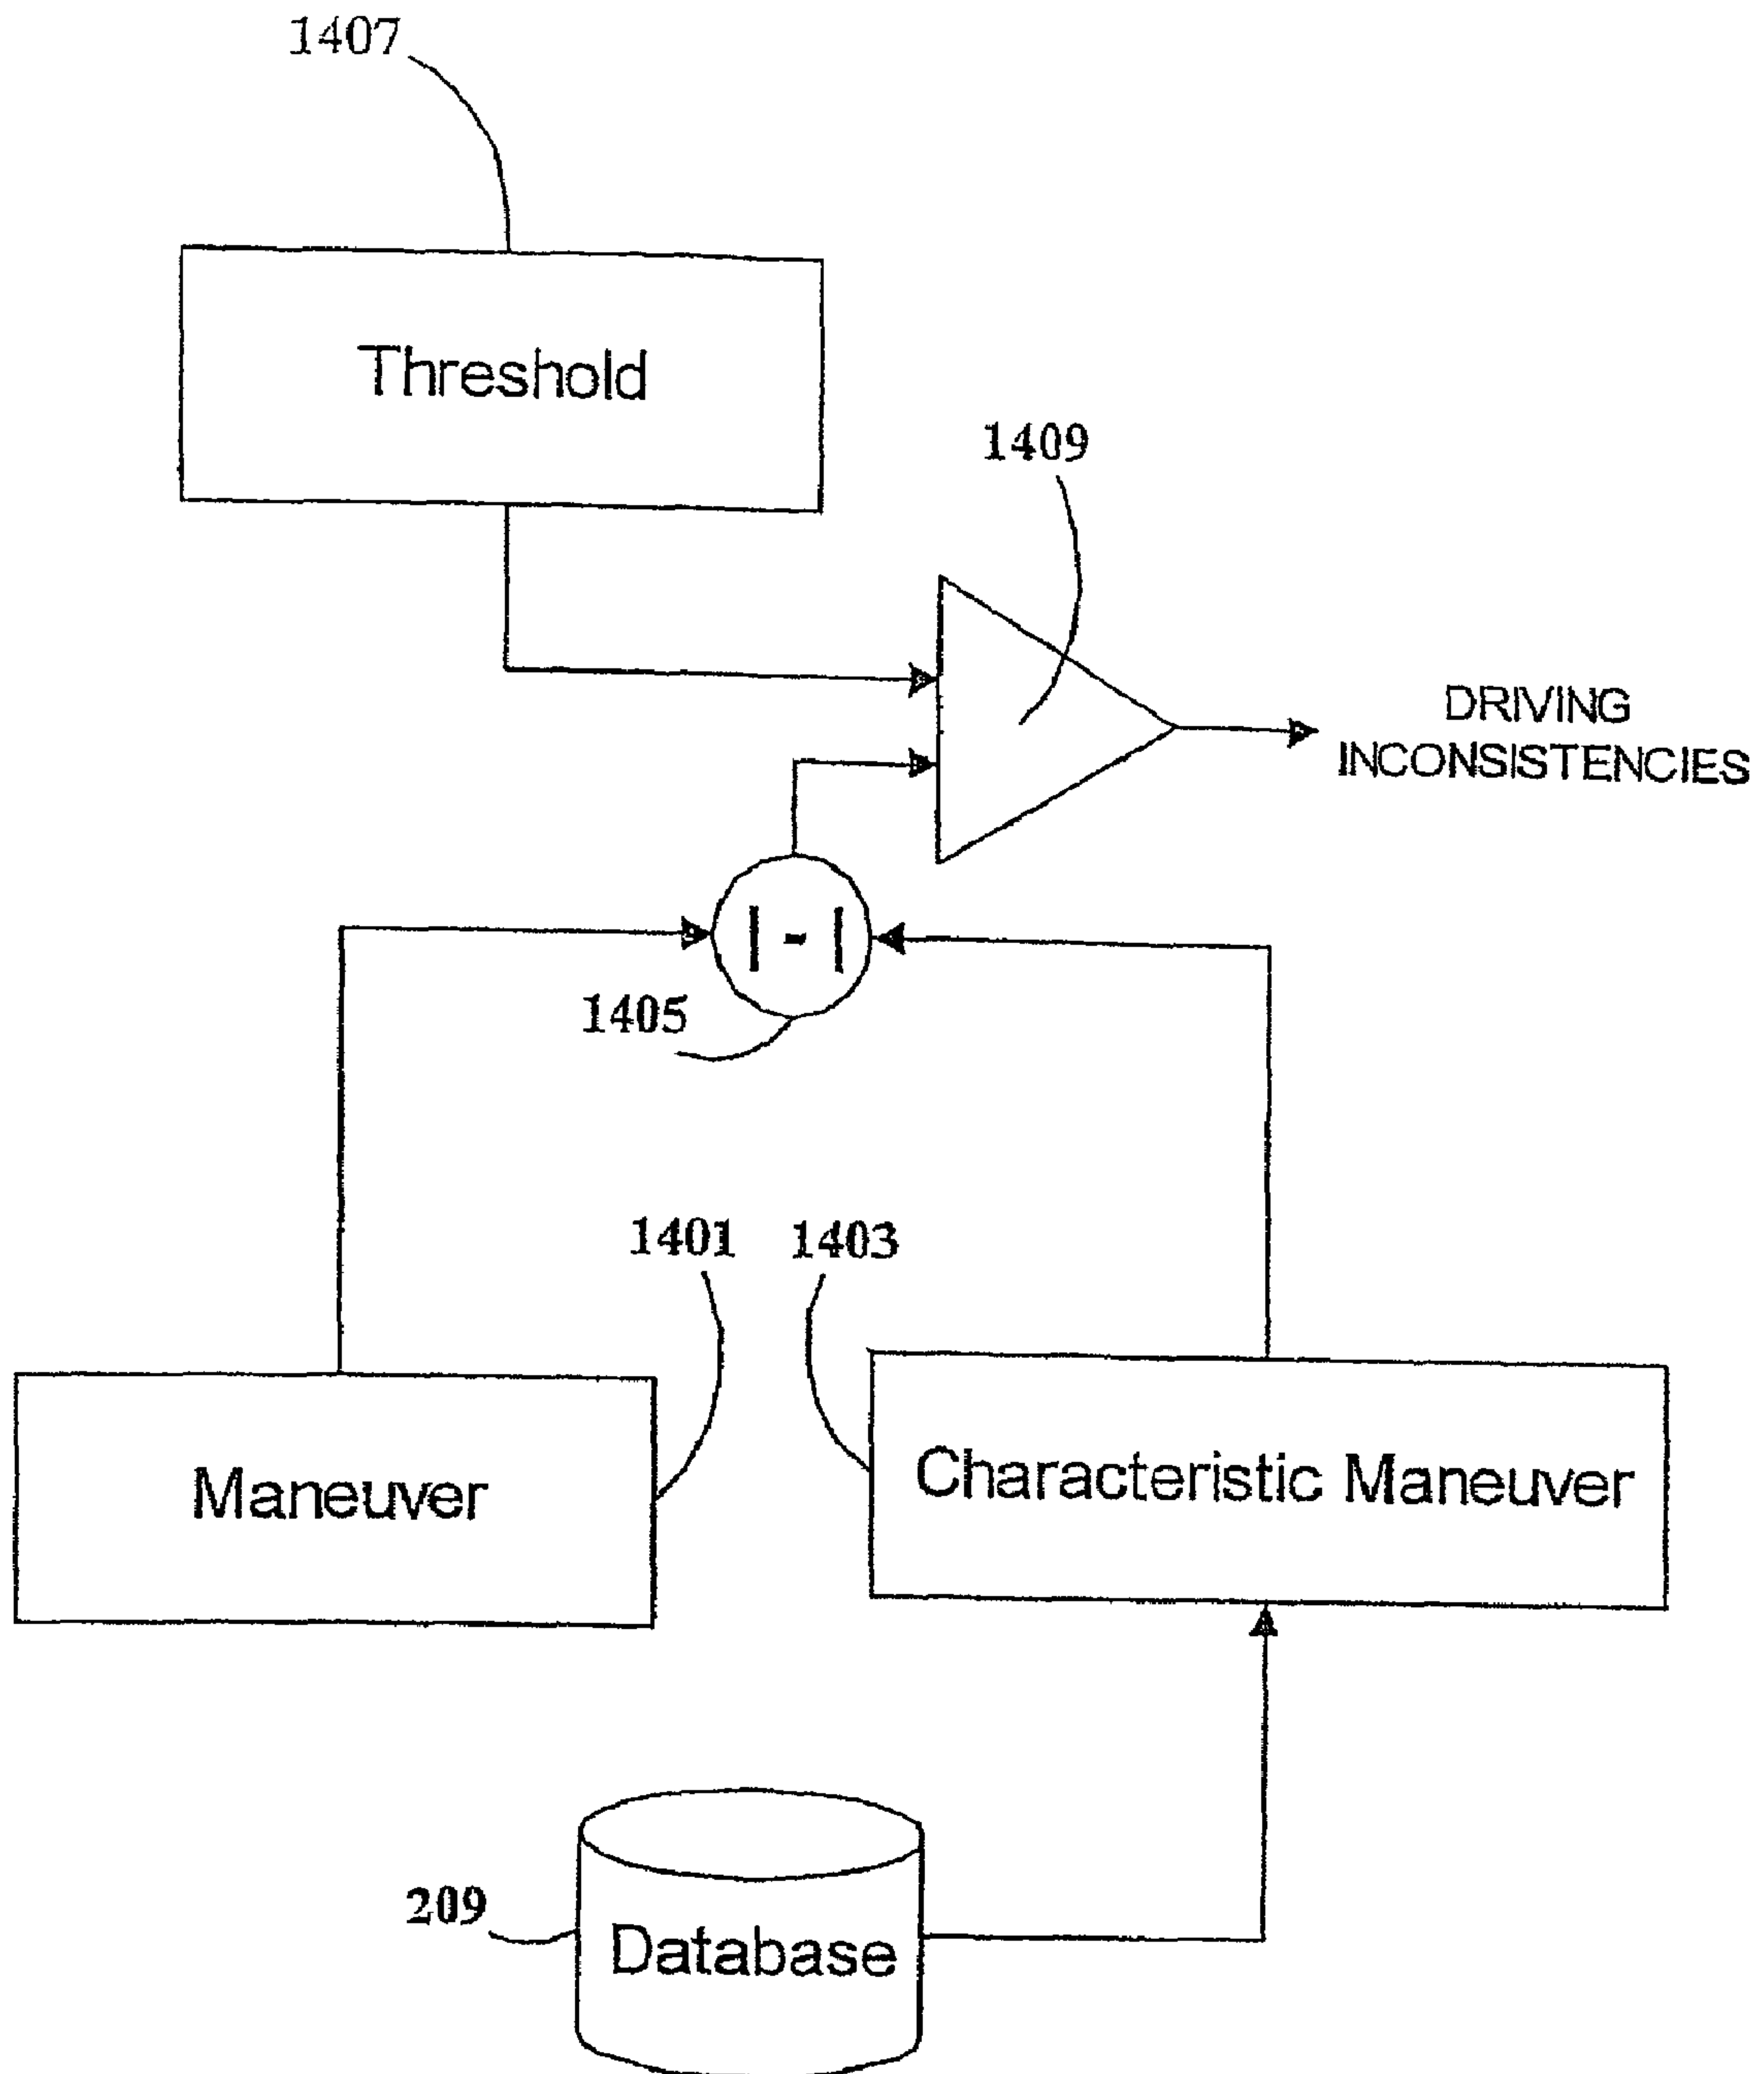 1407
Threshold
1409
DRIVING
INCONSISTENCIES
| - |
1405
1401 1403
Maneuver
Characteristic Maneuver
209
Database